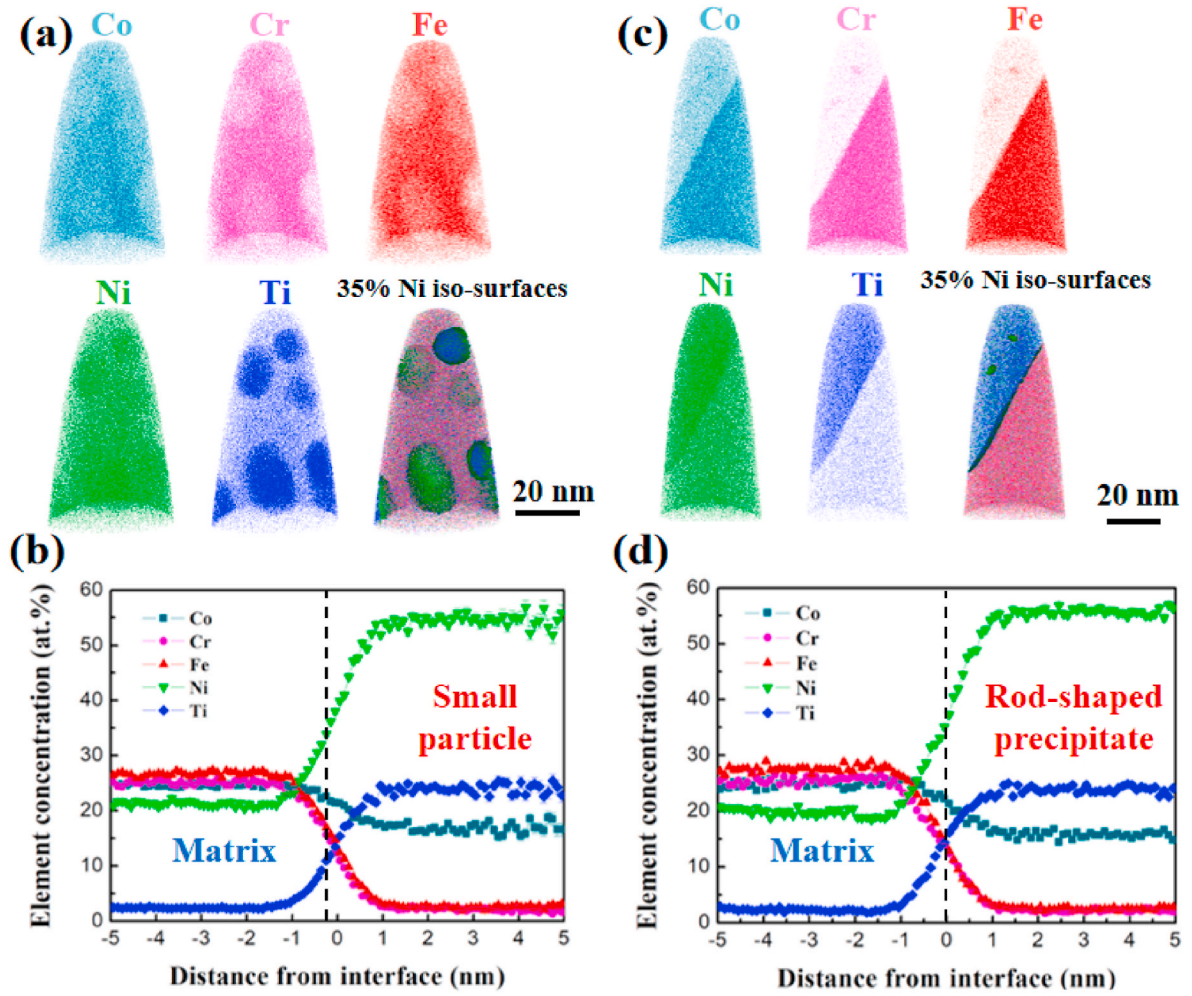 (a)
Co
Cr
Fe
Ni
Ti
35% Ni iso-surfaces
20 nm
(c)
Co
Cr
Fe
Ni
Ti
35% Ni iso-surfaces
20 nm
(b)
Element concentration (at.%)
60
50
40
30
20
10
0
Co
Cr
Fe
Ni
Ti
Small
particle
Matrix
-5 -4 -3 -2 -1 0 1 2 3 4 5
Distance from interface (nm)
(d)
Element concentration (at.%)
60
50
40
30
20
10
0
Co
Cr
Fe
Ni
Ti
Rod-shaped
precipitate
Matrix
-5 -4 -3 -2 -1 0 1 2 3 4 5
Distance from interface (nm)